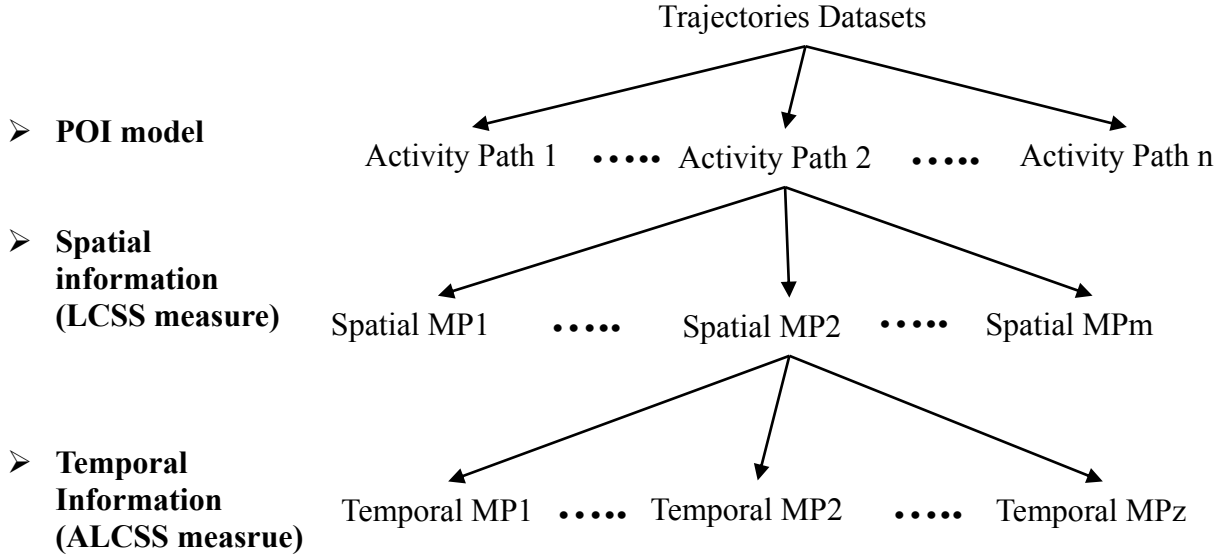 Trajectories Datasets
➢ POI model
Activity Path 1 ····· Activity Path 2 ····· Activity Path n
➢ Spatial
information
(LCSS measure)
Spatial MP1 ····· Spatial MP2 ····· Spatial MPm
➢ Temporal
Information
(ALCSS measrue)
Temporal MP1 ····· Temporal MP2 ····· Temporal MPz